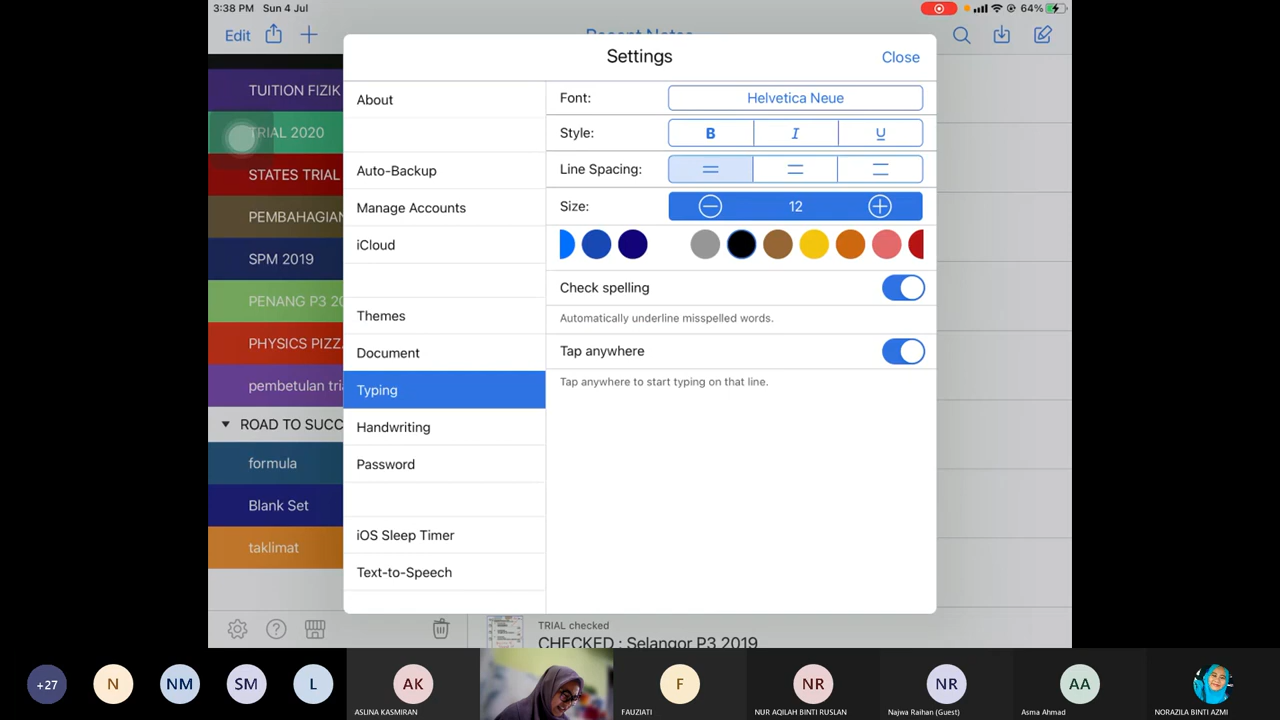 3:38 PM Sun 4 Jul
64%
Edit
Settings
Close
TUITION FIZIK
TRIAL 2020
STATES TRIAL
PEMBAHAGIAN
SPM 2019
PENANG P3 20
PHYSICS PIZZ
pembetulan tri
ROAD TO SUCC
formula
Blank Set
taklimat
About
Auto-Backup
Manage Accounts
iCloud
Themes
Document
Typing
Handwriting
Password
iOS Sleep Timer
Text-to-Speech
Font: Helvetica Neue
Style: B I U
Line Spacing:
Size: 12
Check spelling
Automatically underline misspelled words.
Tap anywhere
Tap anywhere to start typing on that line.
TRIAL checked
CHECKED : Selangor P3 2019
+27 N NM SM L AK F NR NR AA
ASLINA KASMIRAN FAUZIATI NUR AQILAH BINTI RUSLAN Najwa Raihan (Guest) Asma Ahmad NORAZILA BINTI AZMI